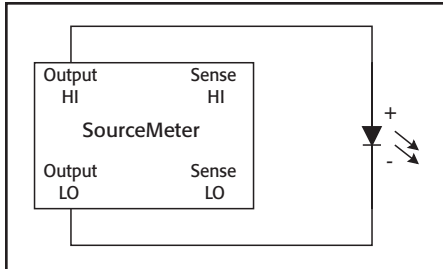 Output Sense
HI HI
SourceMeter
Output Sense
LO LO
+
-